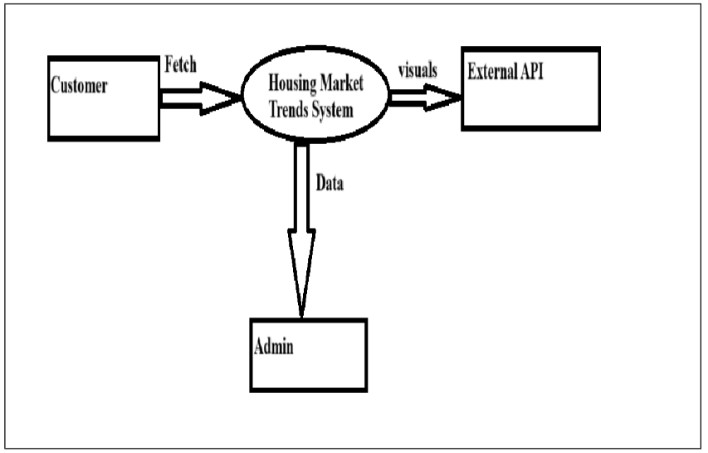 Fetch
Customer
Housing Market
Trends System
visuals
External API
Data
Admin